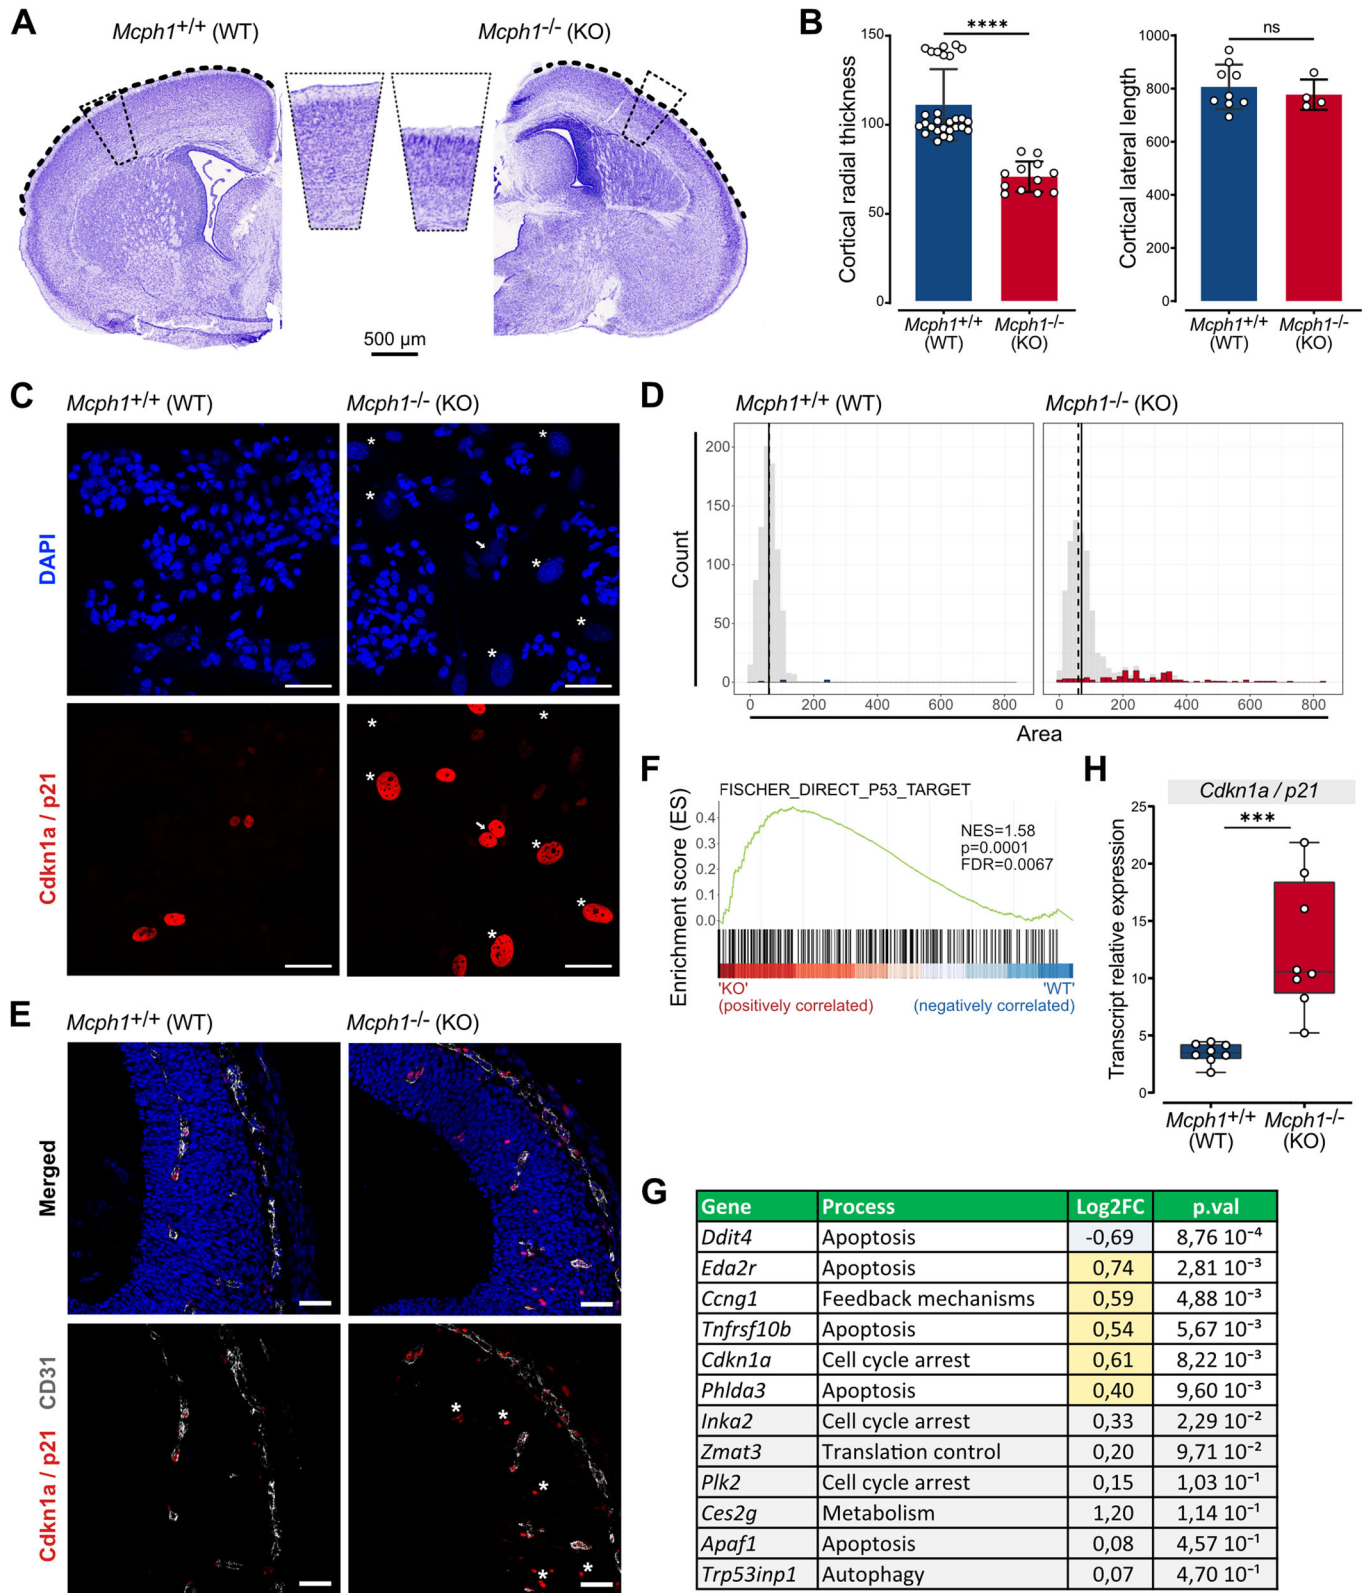 A
Mcph1+/+ (WT)
Mcph1-/- (KO)
500 µm
B
****
Cortical radial thickness
150
100
50
0
Mcph1+/+
(WT)
Mcph1-/-
(KO)
ns
Cortical lateral length
1000
800
600
400
200
0
Mcph1+/+
(WT)
Mcph1-/-
(KO)
C
Mcph1+/+ (WT)
Mcph1-/- (KO)
DAPI
* * * * * *
Cdkn1a / p21
* * * * * *
D
Mcph1+/+ (WT)
Mcph1-/- (KO)
Count
200
150
100
50
0
0 200 400 600 800
0 200 400 600 800
Area
E
Mcph1+/+ (WT)
Mcph1-/- (KO)
Merged
Cdkn1a / p21 CD31
* * * * * *
F
FISCHER_DIRECT_P53_TARGET
Enrichment score (ES)
0.4
0.3
0.2
0.1
0.0
NES=1.58
p=0.0001
FDR=0.0067
'KO'
(positively correlated)
'WT'
(negatively correlated)
H
Cdkn1a / p21
***
Transcript relative expression
25
20
15
10
5
0
Mcph1+/+
(WT)
Mcph1-/-
(KO)
G
Gene Process Log2FC p.val
Ddit4 Apoptosis -0,69 8,76 10⁻⁴
Eda2r Apoptosis 0,74 2,81 10⁻³
Ccng1 Feedback mechanisms 0,59 4,88 10⁻³
Tnfrsf10b Apoptosis 0,54 5,67 10⁻³
Cdkn1a Cell cycle arrest 0,61 8,22 10⁻³
Phlda3 Apoptosis 0,40 9,60 10⁻³
Inka2 Cell cycle arrest 0,33 2,29 10⁻²
Zmat3 Translation control 0,20 9,71 10⁻²
Plk2 Cell cycle arrest 0,15 1,03 10⁻¹
Ces2g Metabolism 1,20 1,14 10⁻¹
Apaf1 Apoptosis 0,08 4,57 10⁻¹
Trp53inp1 Autophagy 0,07 4,70 10⁻¹